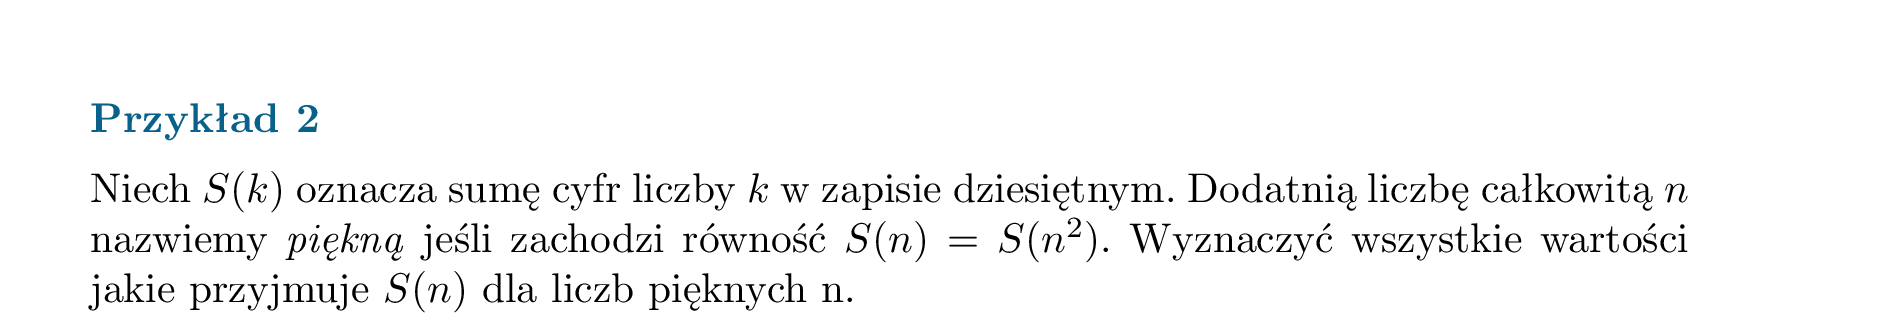 Przykład 2
Niech S(k) oznacza sumę cyfr liczby k w zapisie dziesiętnym. Dodatnią liczbę całkowitą n
nazwiemy piękną jeśli zachodzi równość S(n) = S(n²). Wyznaczyć wszystkie wartości
jakie przyjmuje S(n) dla liczb pięknych n.